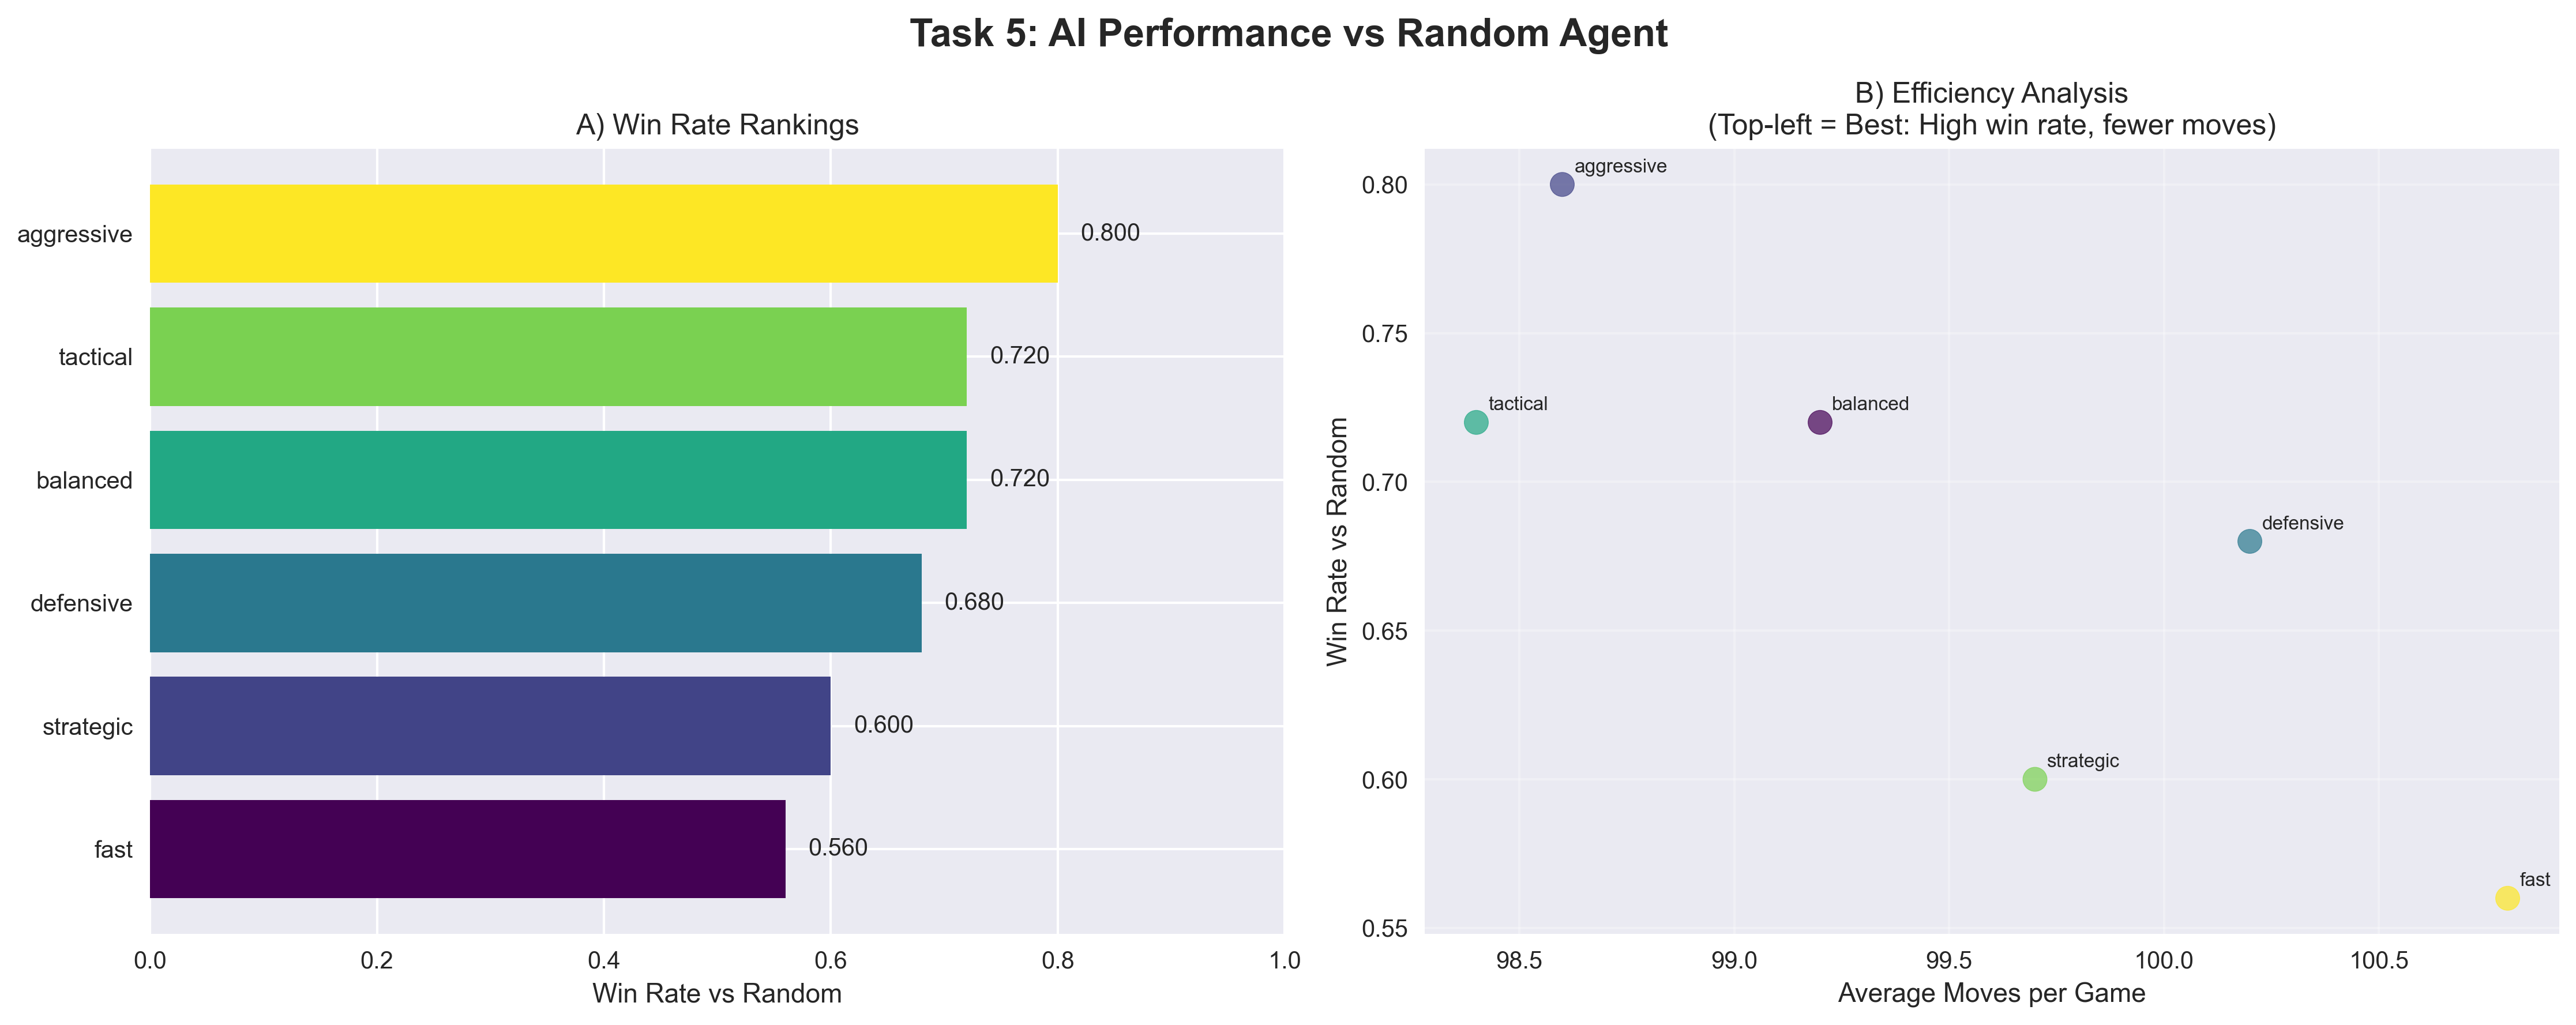 Task 5: AI Performance vs Random Agent
A) Win Rate Rankings
aggressive
0.800
tactical
0.720
balanced
0.720
defensive
0.680
strategic
0.600
fast
0.560
0.0 0.2 0.4 0.6 0.8 1.0
Win Rate vs Random
B) Efficiency Analysis
(Top-left = Best: High win rate, fewer moves)
Win Rate vs Random
0.80
0.75
0.70
0.65
0.60
0.55
aggressive
tactical
balanced
defensive
strategic
fast
98.5 99.0 99.5 100.0 100.5
Average Moves per Game